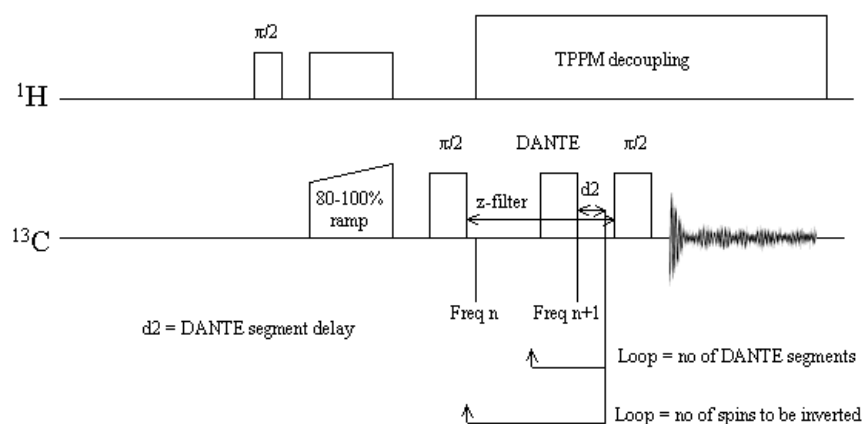 π/2
TPPM decoupling
¹H
π/2 DANTE π/2
d2
80-100%
ramp
z-filter
¹³C
Freq n Freq n+1
d2 = DANTE segment delay
Loop = no of DANTE segments
Loop = no of spins to be inverted